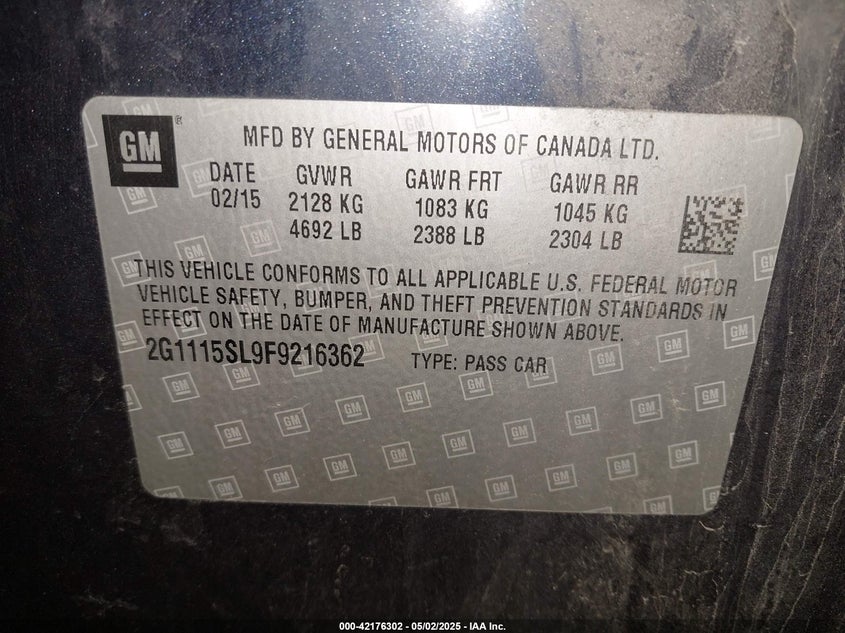 GM
MFD BY GENERAL MOTORS OF CANADA LTD.
DATE GVWR GAWR FRT GAWR RR
02/15 2128 KG 1083 KG 1045 KG
4692 LB 2388 LB 2304 LB
THIS VEHICLE CONFORMS TO ALL APPLICABLE U.S. FEDERAL MOTOR
VEHICLE SAFETY, BUMPER, AND THEFT PREVENTION STANDARDS IN
EFFECT ON THE DATE OF MANUFACTURE SHOWN ABOVE.
2G1115SL9F9216362 TYPE: PASS CAR
000-42176302 - 05/02/2025 - IAA Inc.